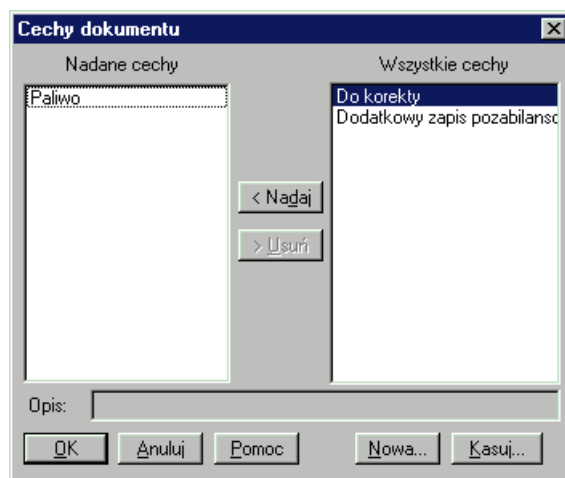 Cechy dokumentu
Nadane cechy
Wszystkie cechy
Paliwo
Do korekty
Dodatkowy zapis pozabilansc
< Nadaj
> Usuń
Opis:
OK
Anuluj
Pomoc
Nowa...
Kasuj...